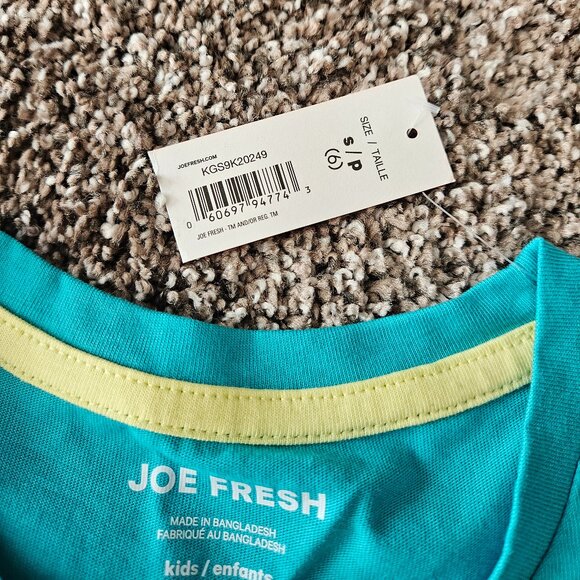 JOEFRESH.COM
KGS9K20249
0 60697 94774 3
JOE FRESH - TM AND/OR REG. TM
SIZE / TAILLE
S / P
(6)
JOE FRESH
MADE IN BANGLADESH
FABRIQUÉ AU BANGLADESH
kids / enfants